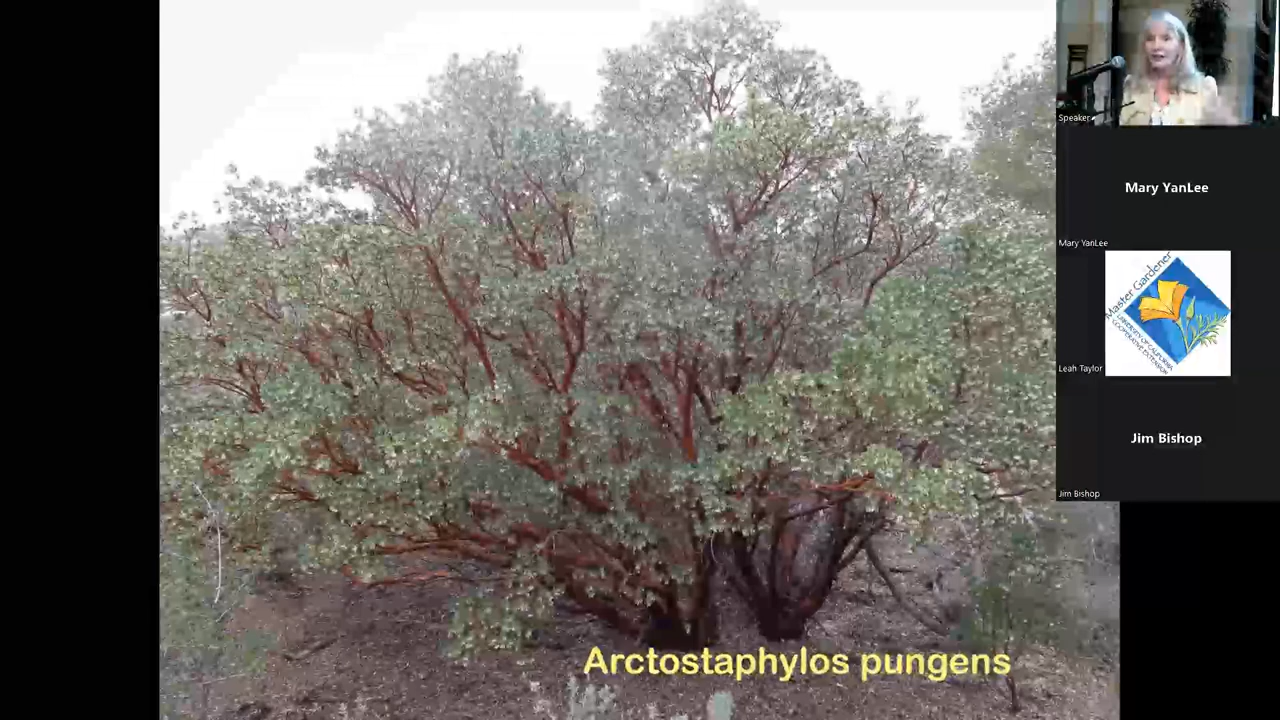 Arctostaphylos pungens
Speaker
Mary YanLee
Mary YanLee
Master Gardener
UNIVERSITY OF CALIFORNIA
COOPERATIVE EXTENSION
Leah Taylor
Jim Bishop
Jim Bishop